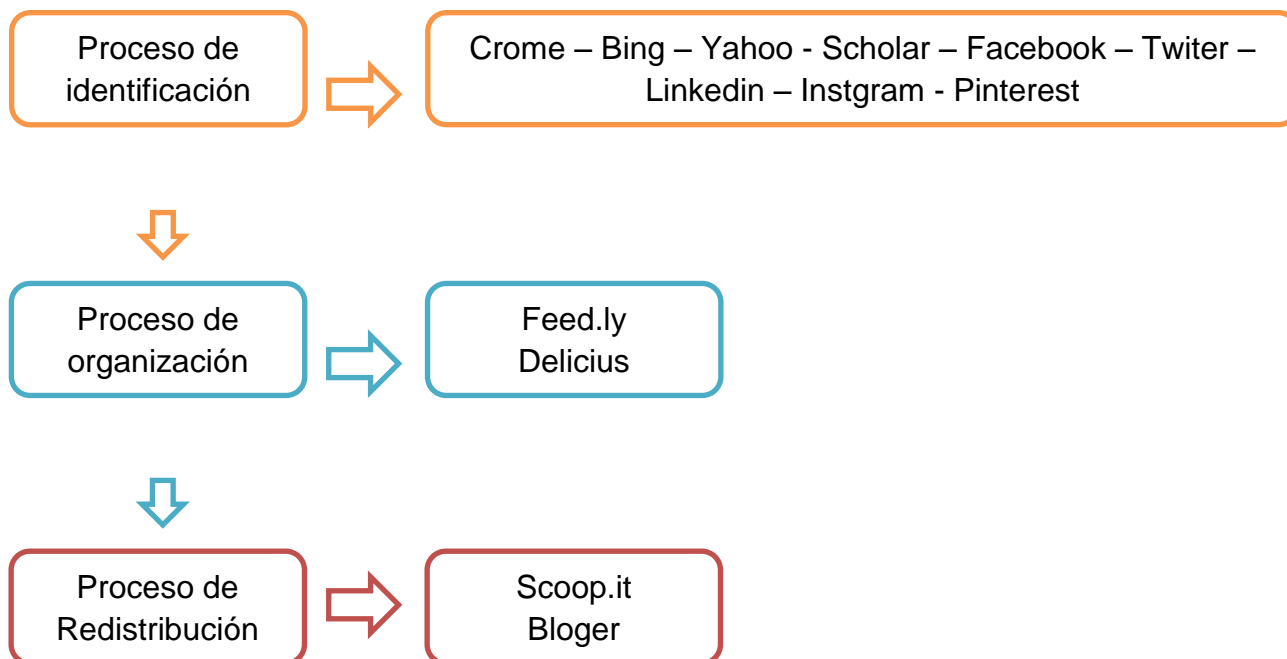 Proceso de
identificación
Crome – Bing – Yahoo - Scholar – Facebook – Twiter –
Linkedin – Instgram - Pinterest
Proceso de
organización
Feed.ly
Delicius
Proceso de
Redistribución
Scoop.it
Bloger